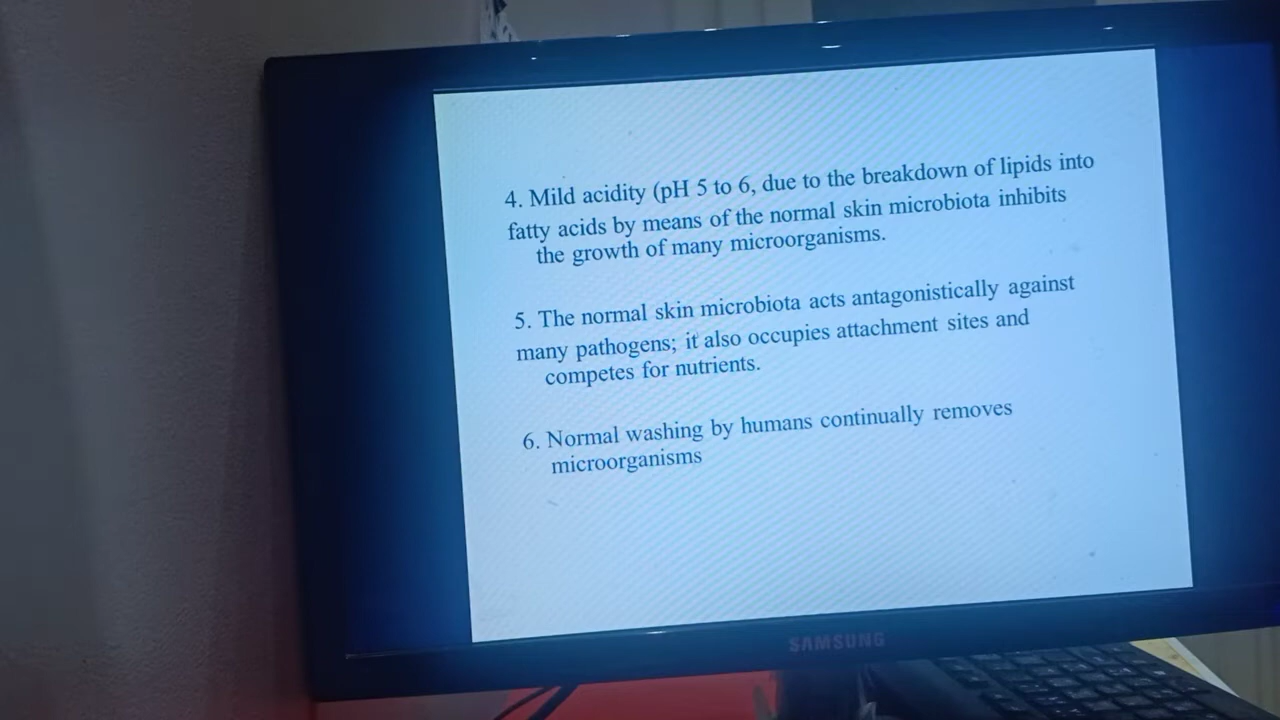 4. Mild acidity (pH 5 to 6, due to the breakdown of lipids into
fatty acids by means of the normal skin microbiota inhibits
the growth of many microorganisms.
5. The normal skin microbiota acts antagonistically against
many pathogens; it also occupies attachment sites and
competes for nutrients.
6. Normal washing by humans continually removes
microorganisms
SAMSUNG